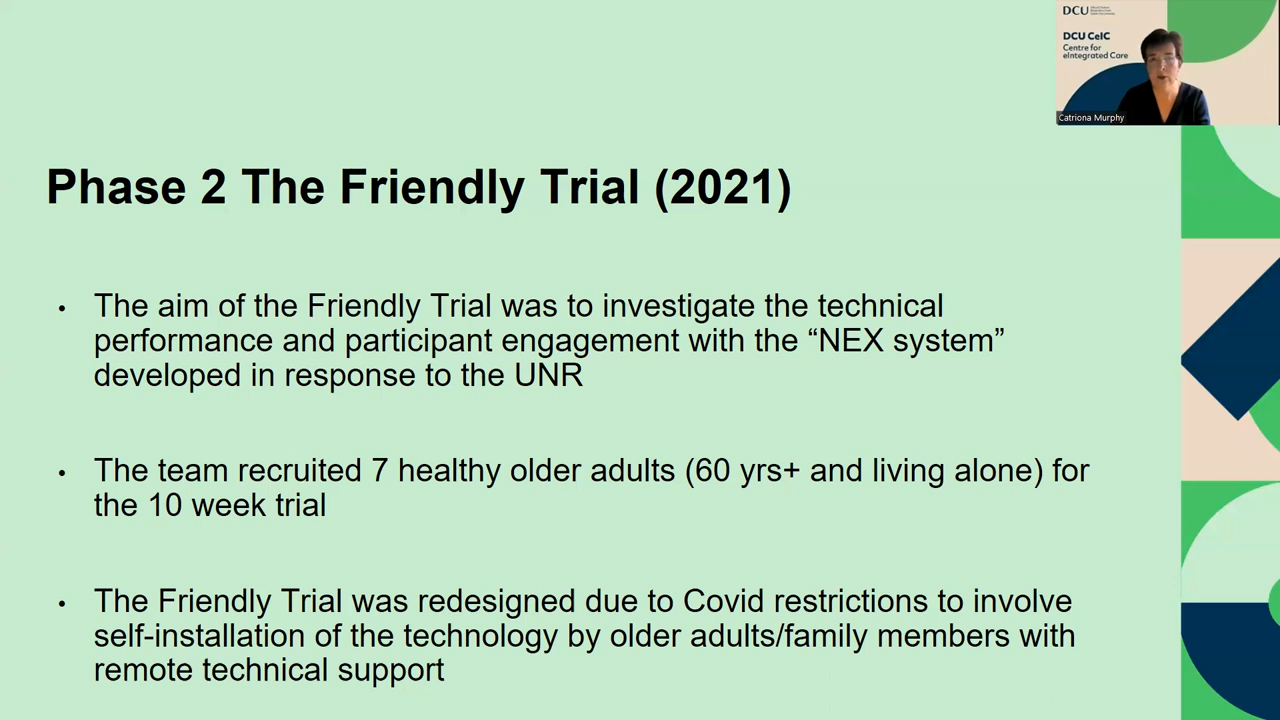 DCU
DCU CeIC
Centre for
eIntegrated Care
Catriona Murphy
Phase 2 The Friendly Trial (2021)
• The aim of the Friendly Trial was to investigate the technical
performance and participant engagement with the “NEX system”
developed in response to the UNR
• The team recruited 7 healthy older adults (60 yrs+ and living alone) for
the 10 week trial
• The Friendly Trial was redesigned due to Covid restrictions to involve
self-installation of the technology by older adults/family members with
remote technical support